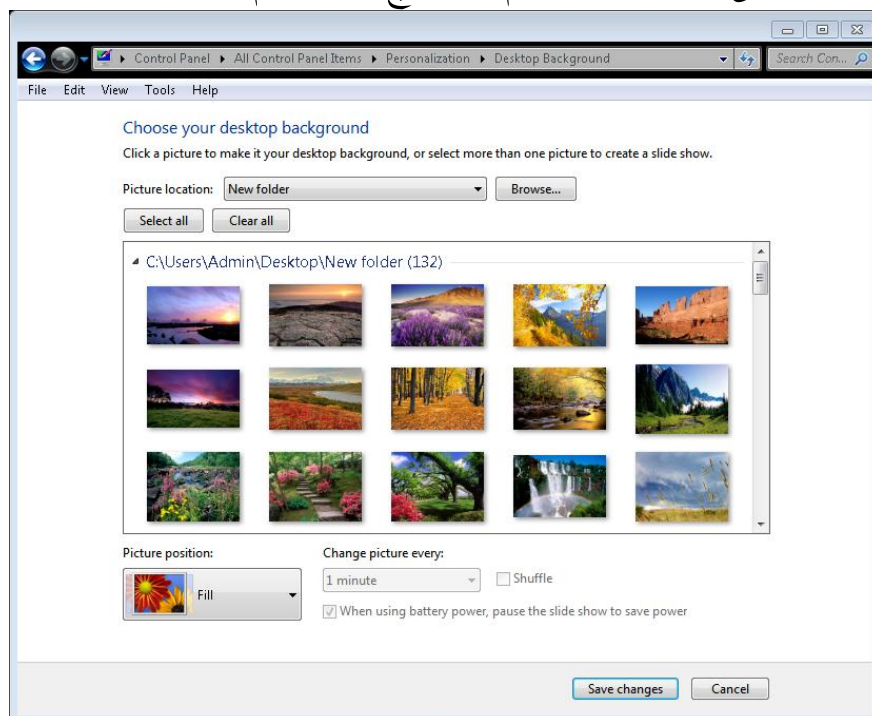 Control Panel ▸ All Control Panel Items ▸ Personalization ▸ Desktop Background
Search Con...
File Edit View Tools Help
Choose your desktop background
Click a picture to make it your desktop background, or select more than one picture to create a slide show.
Picture location: New folder Browse...
Select all Clear all
C:\Users\Admin\Desktop\New folder (132)
Picture position: Change picture every:
Fill 1 minute Shuffle
When using battery power, pause the slide show to save power
Save changes Cancel